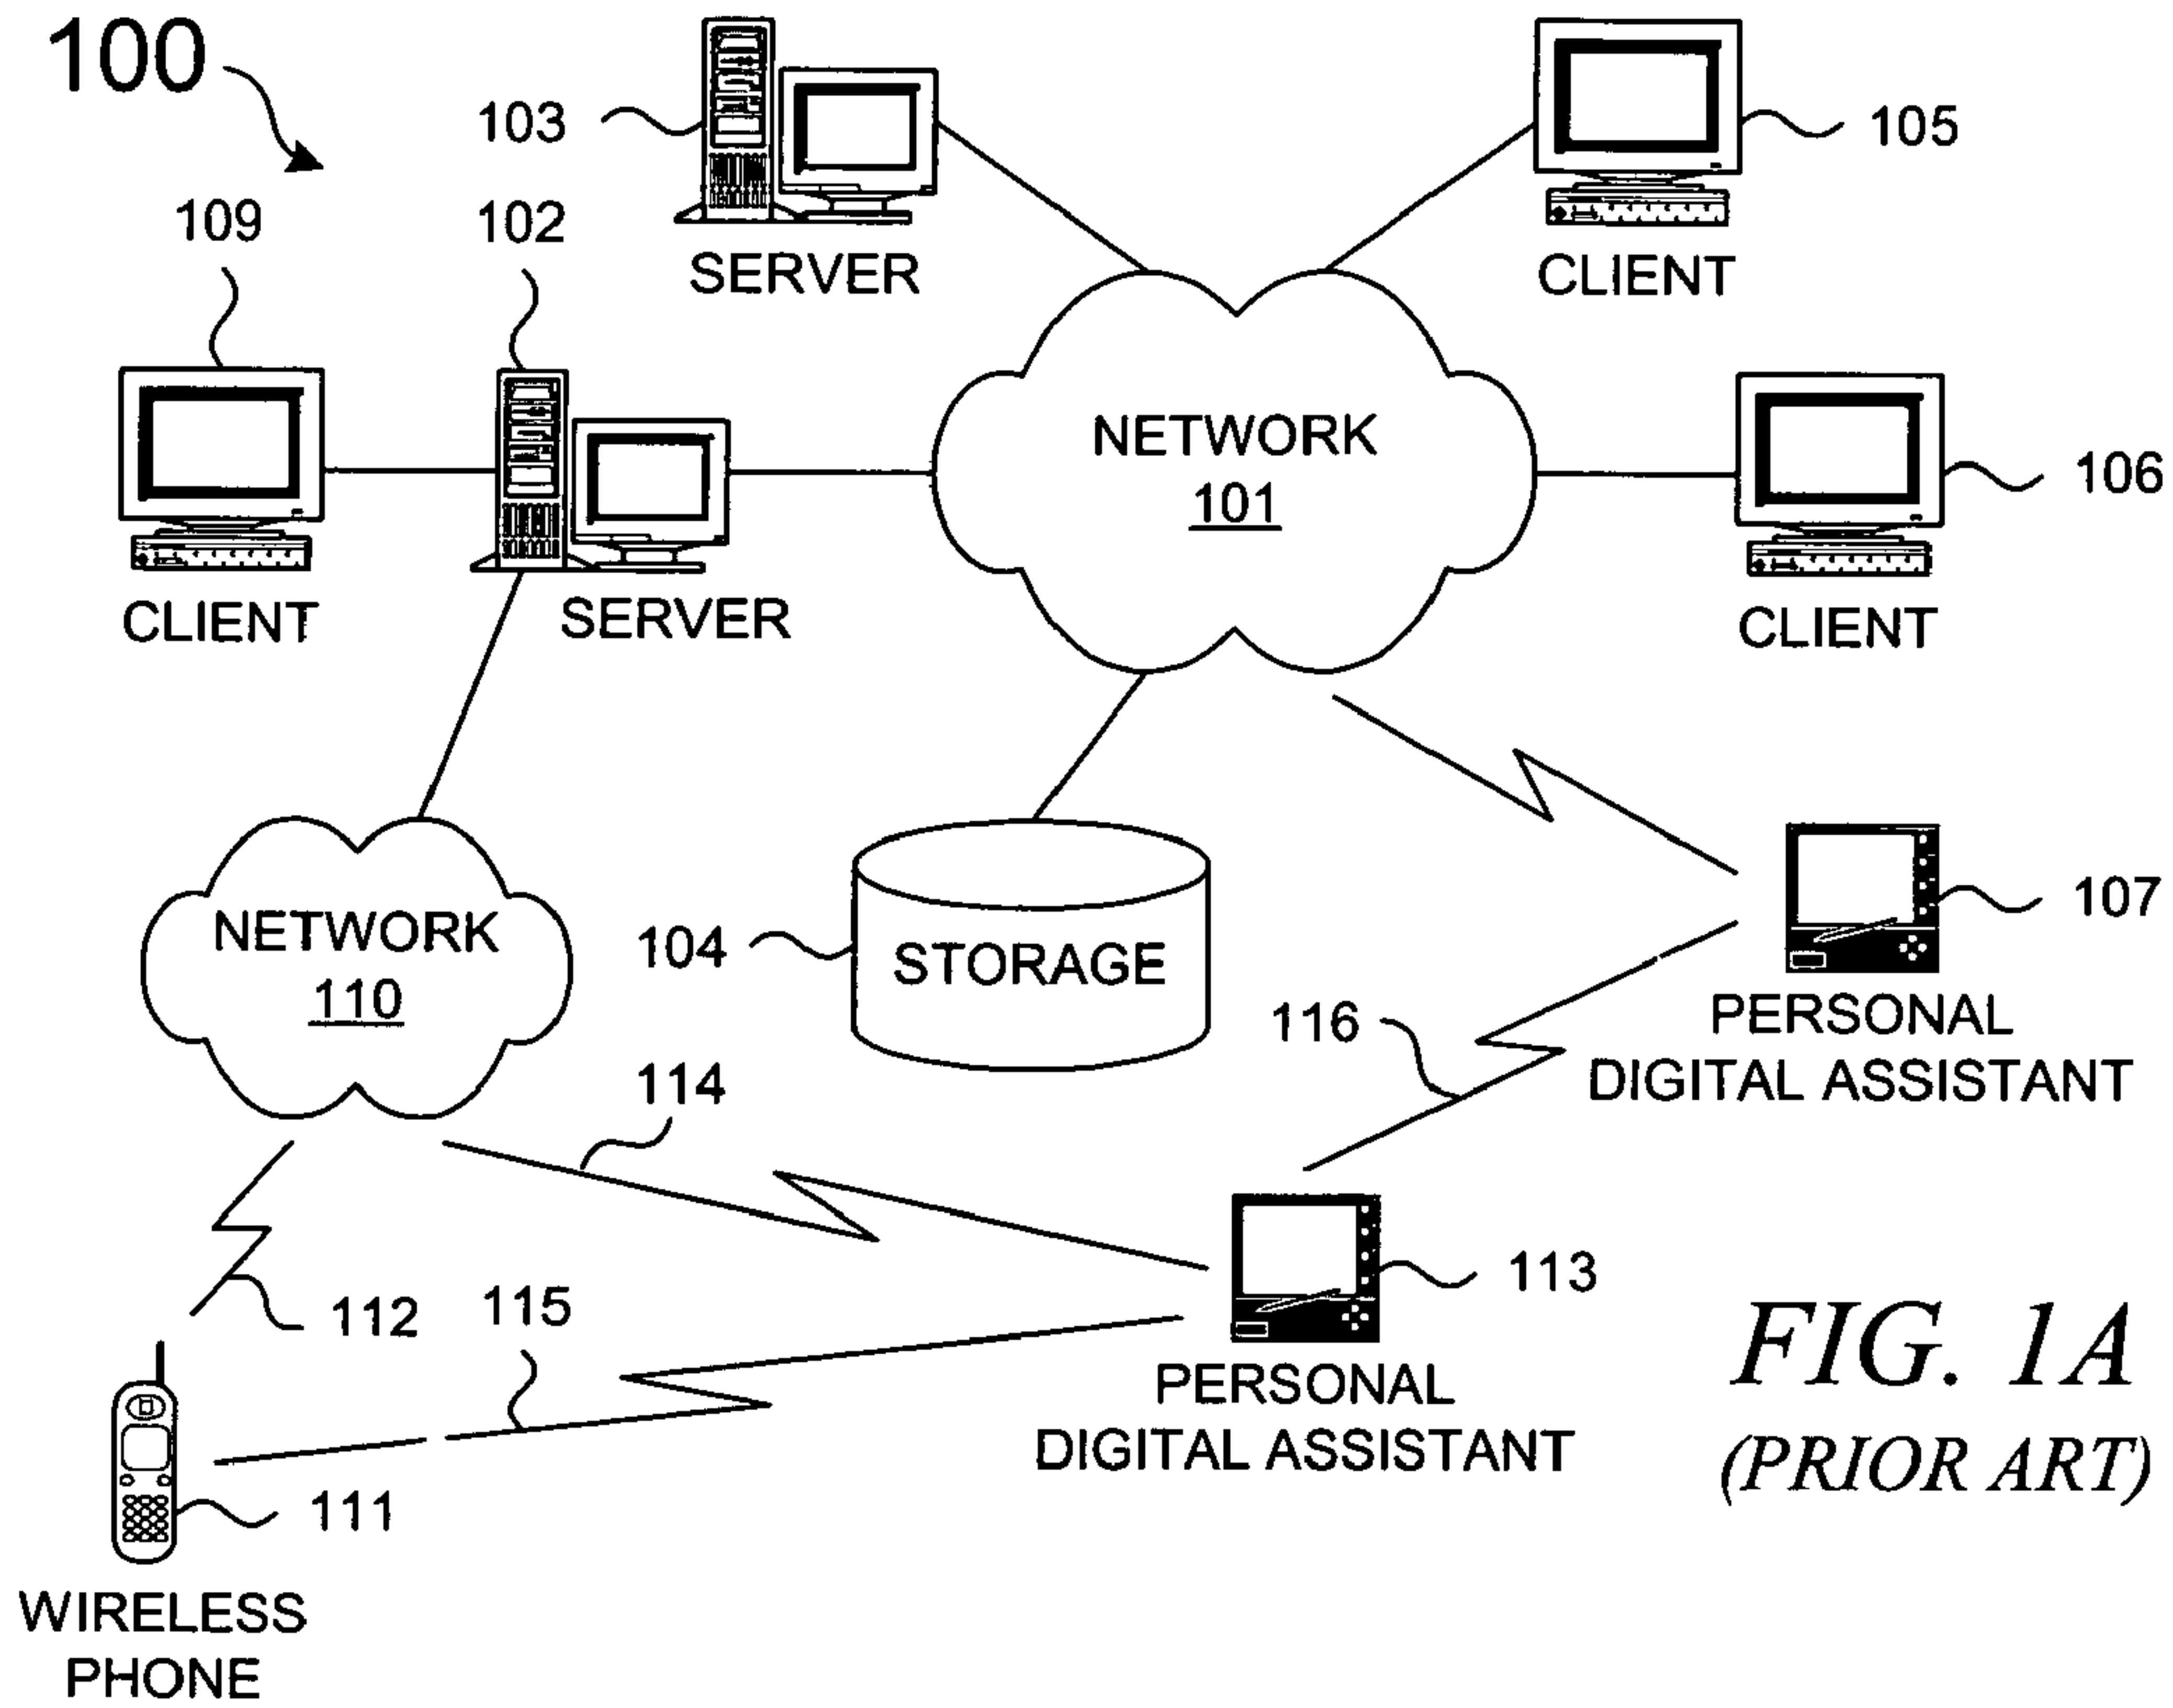 100
103
105
109
102
SERVER
CLIENT
NETWORK
101
106
CLIENT
SERVER
CLIENT
NETWORK
110
104
STORAGE
107
116
PERSONAL
DIGITAL ASSISTANT
114
113
112
115
PERSONAL
DIGITAL ASSISTANT
FIG. 1A
(PRIOR ART)
111
WIRELESS
PHONE